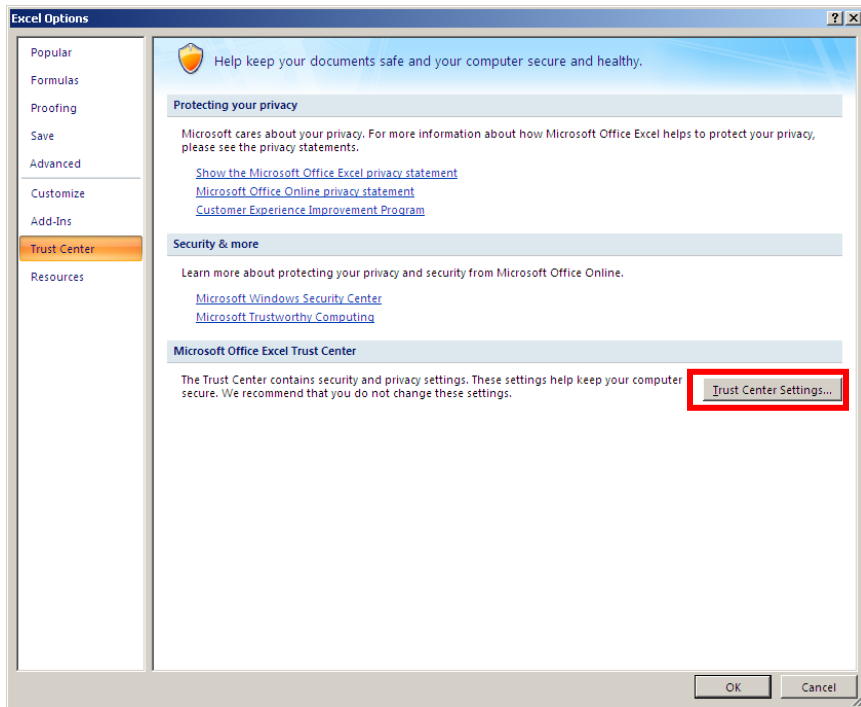 Excel Options
Popular
Formulas
Proofing
Save
Advanced
Customize
Add-Ins
Trust Center
Resources
Help keep your documents safe and your computer secure and healthy.
Protecting your privacy
Microsoft cares about your privacy. For more information about how Microsoft Office Excel helps to protect your privacy,
please see the privacy statements.
Show the Microsoft Office Excel privacy statement
Microsoft Office Online privacy statement
Customer Experience Improvement Program
Security & more
Learn more about protecting your privacy and security from Microsoft Office Online.
Microsoft Windows Security Center
Microsoft Trustworthy Computing
Microsoft Office Excel Trust Center
The Trust Center contains security and privacy settings. These settings help keep your computer
secure. We recommend that you do not change these settings.
Trust Center Settings...
OK
Cancel